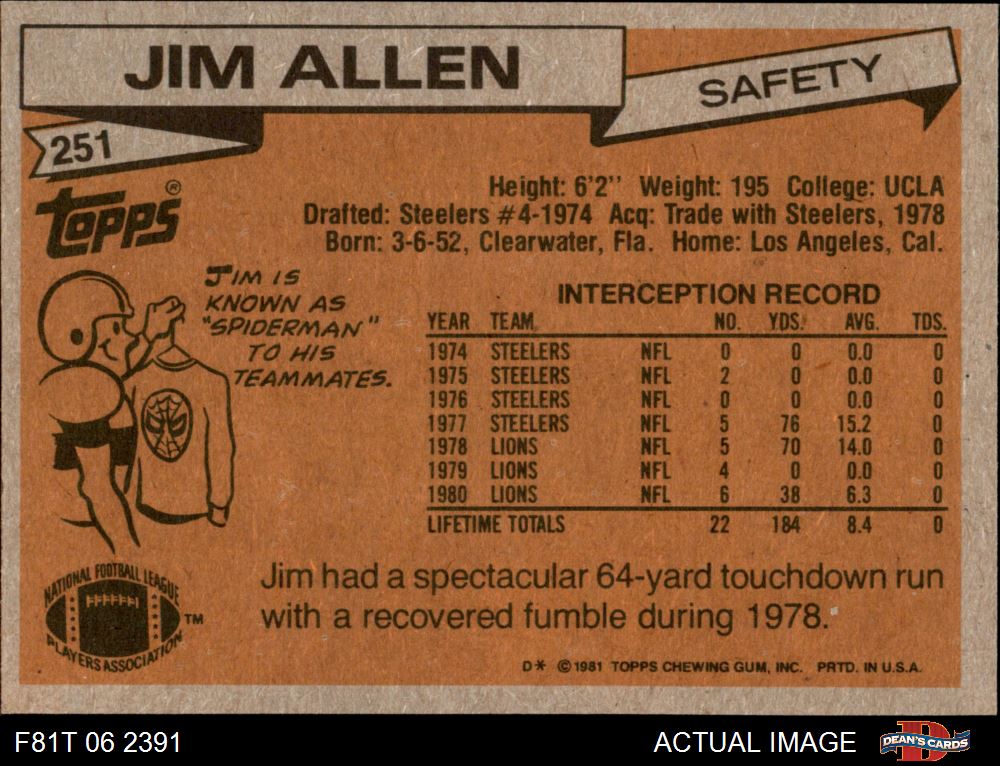 JIM ALLEN
SAFETY
251
TOPPS®
Height: 6'2'' Weight: 195 College: UCLA
Drafted: Steelers #4-1974 Acq: Trade with Steelers, 1978
Born: 3-6-52, Clearwater, Fla. Home: Los Angeles, Cal.
JIM IS
KNOWN AS
"SPIDERMAN"
TO HIS
TEAMMATES.
INTERCEPTION RECORD
YEAR TEAM NO. YDS. AVG. TDS.
1974 STEELERS NFL 0 0 0.0 0
1975 STEELERS NFL 2 0 0.0 0
1976 STEELERS NFL 0 0 0.0 0
1977 STEELERS NFL 5 76 15.2 0
1978 LIONS NFL 5 70 14.0 0
1979 LIONS NFL 4 0 0.0 0
1980 LIONS NFL 6 38 6.3 0
LIFETIME TOTALS 22 184 8.4 0
NATIONAL FOOTBALL LEAGUE
PLAYERS ASSOCIATION
TM
Jim had a spectacular 64-yard touchdown run
with a recovered fumble during 1978.
D* ©1981 TOPPS CHEWING GUM, INC. PRTD. IN U.S.A.
F81T 06 2391
ACTUAL IMAGE
D
DEAN'S CARDS